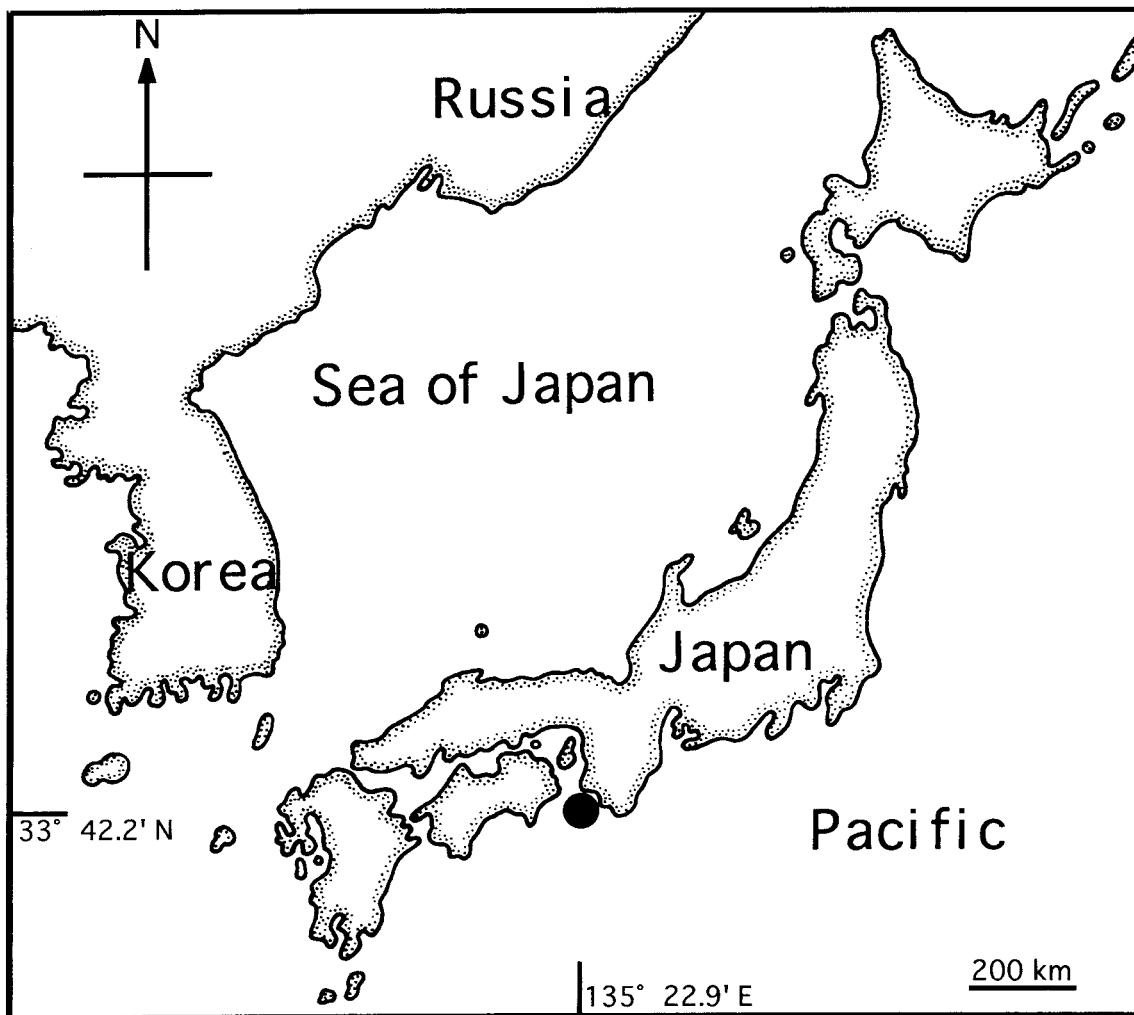 N
Russia
Sea of Japan
Korea
Japan
33° 42.2' N
Pacific
200 km
135° 22.9' E